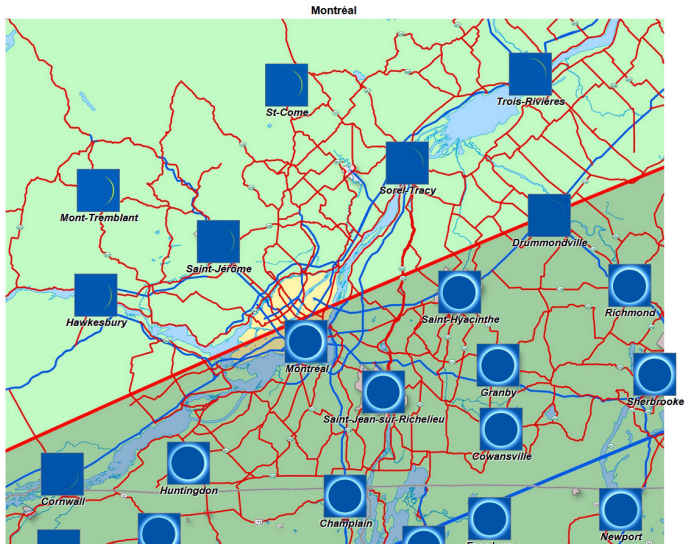 Montréal
Trois-Rivières
St-Come
Sorel-Tracy
Mont-Tremblant
Drummondville
Saint-Jérôme
Hawkesbury
Saint-Hyacinthe
Richmond
Montréal
Granby
Sherbrooke
Saint-Jean-sur-Richelieu
Cowansville
Huntingdon
Cornwall
Champlain
Newport